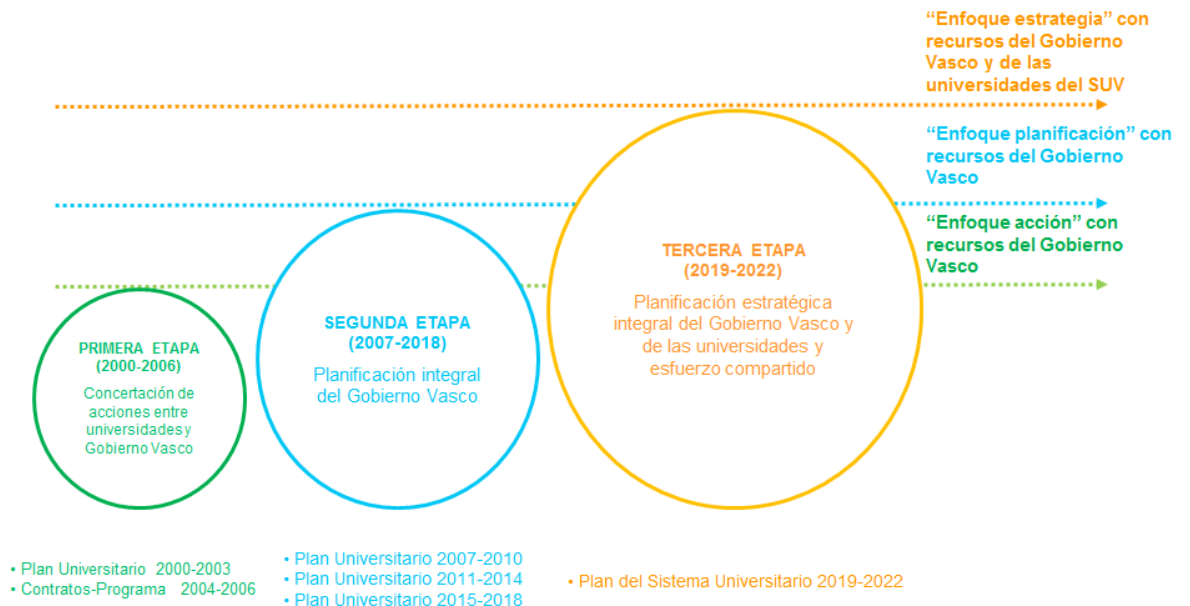 “Enfoque estrategia” con
recursos del Gobierno
Vasco y de las
universidades del SUV
“Enfoque planificación” con
recursos del Gobierno
Vasco
“Enfoque acción” con
recursos del Gobierno
Vasco
PRIMERA ETAPA
(2000-2006)
Concertación de
acciones entre
universidades y
Gobierno Vasco
SEGUNDA ETAPA
(2007-2018)
Planificación integral
del Gobierno Vasco
TERCERA ETAPA
(2019-2022)
Planificación estratégica
integral del Gobierno Vasco y
de las universidades y
esfuerzo compartido
• Plan Universitario 2000-2003
• Contratos-Programa 2004-2006
• Plan Universitario 2007-2010
• Plan Universitario 2011-2014
• Plan Universitario 2015-2018
• Plan del Sistema Universitario 2019-2022